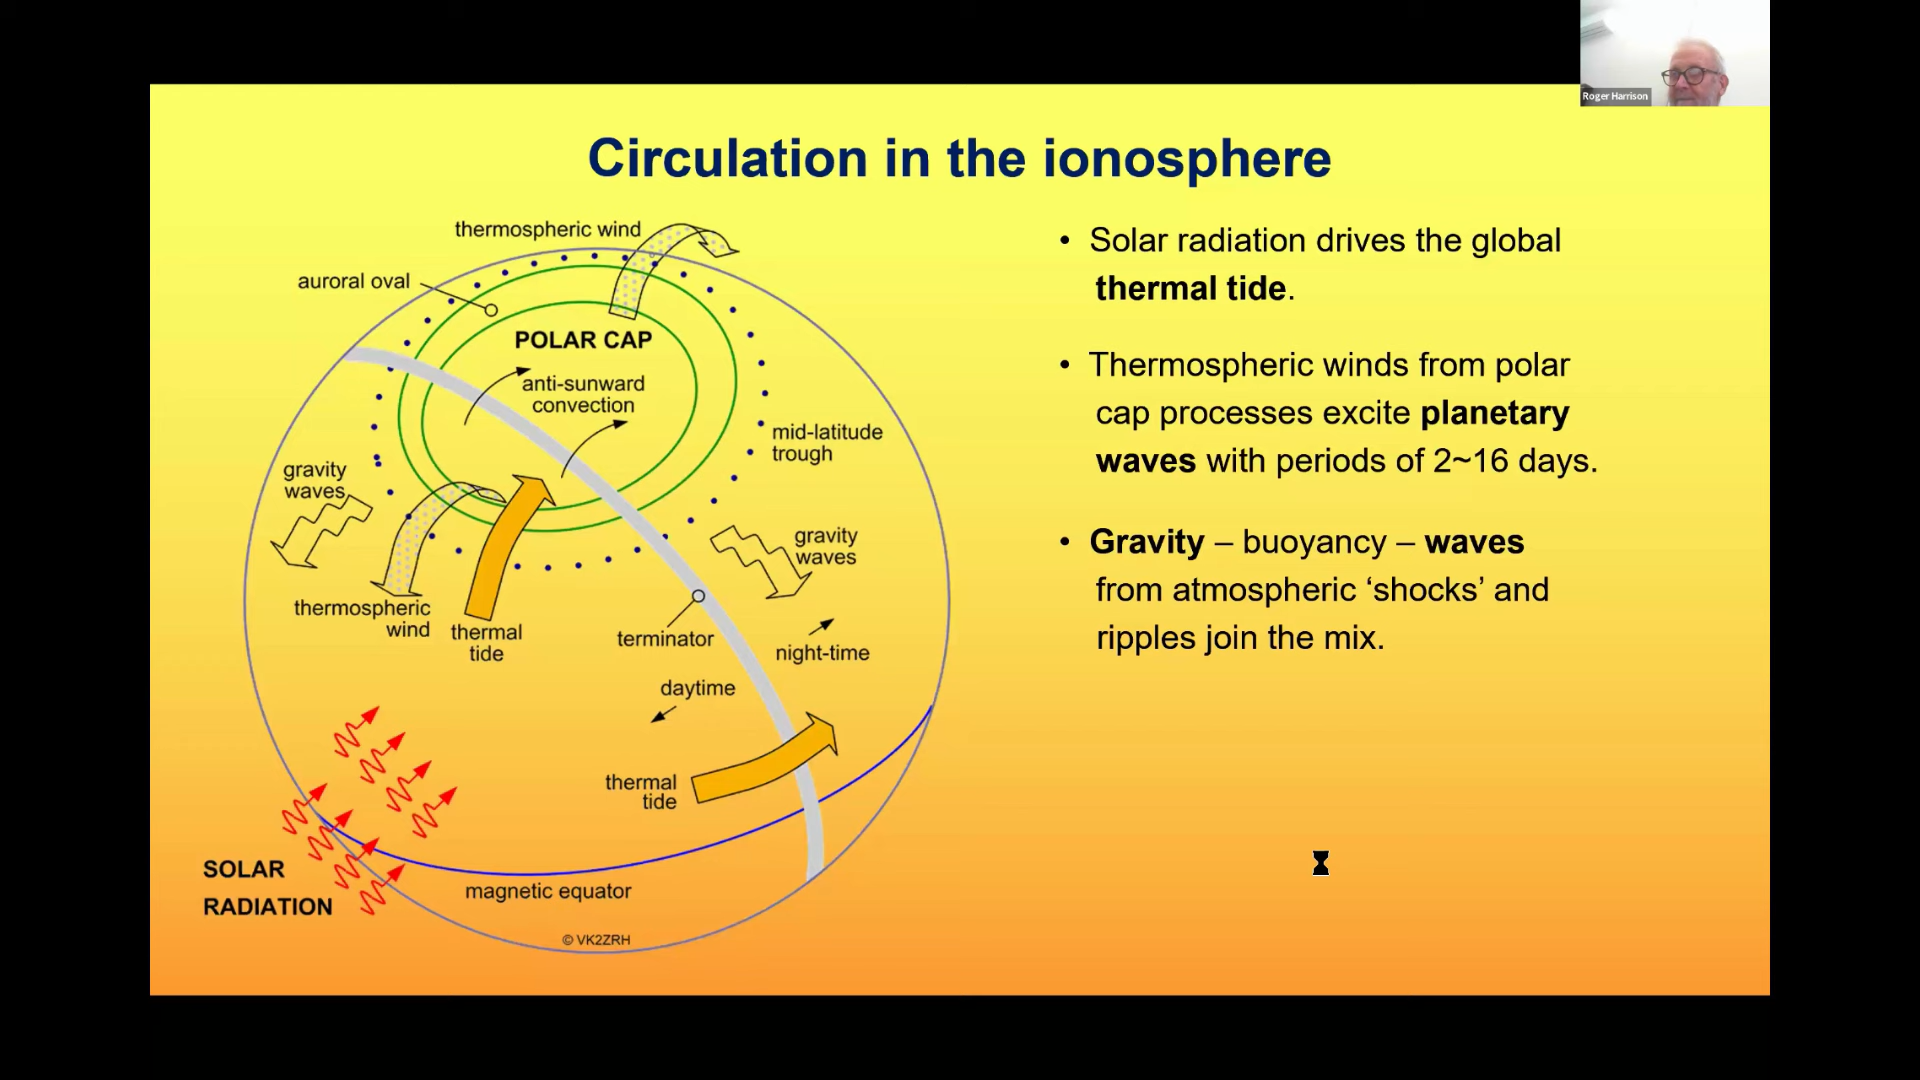 Roger Harrison
Circulation in the ionosphere
thermospheric wind
auroral oval
POLAR CAP
anti-sunward
convection
mid-latitude
trough
gravity
waves
gravity
waves
thermospheric
wind
thermal
tide
terminator
night-time
daytime
thermal
tide
SOLAR
RADIATION
magnetic equator
© VK2ZRH
• Solar radiation drives the global
thermal tide.
• Thermospheric winds from polar
cap processes excite planetary
waves with periods of 2~16 days.
• Gravity – buoyancy – waves
from atmospheric ‘shocks’ and
ripples join the mix.